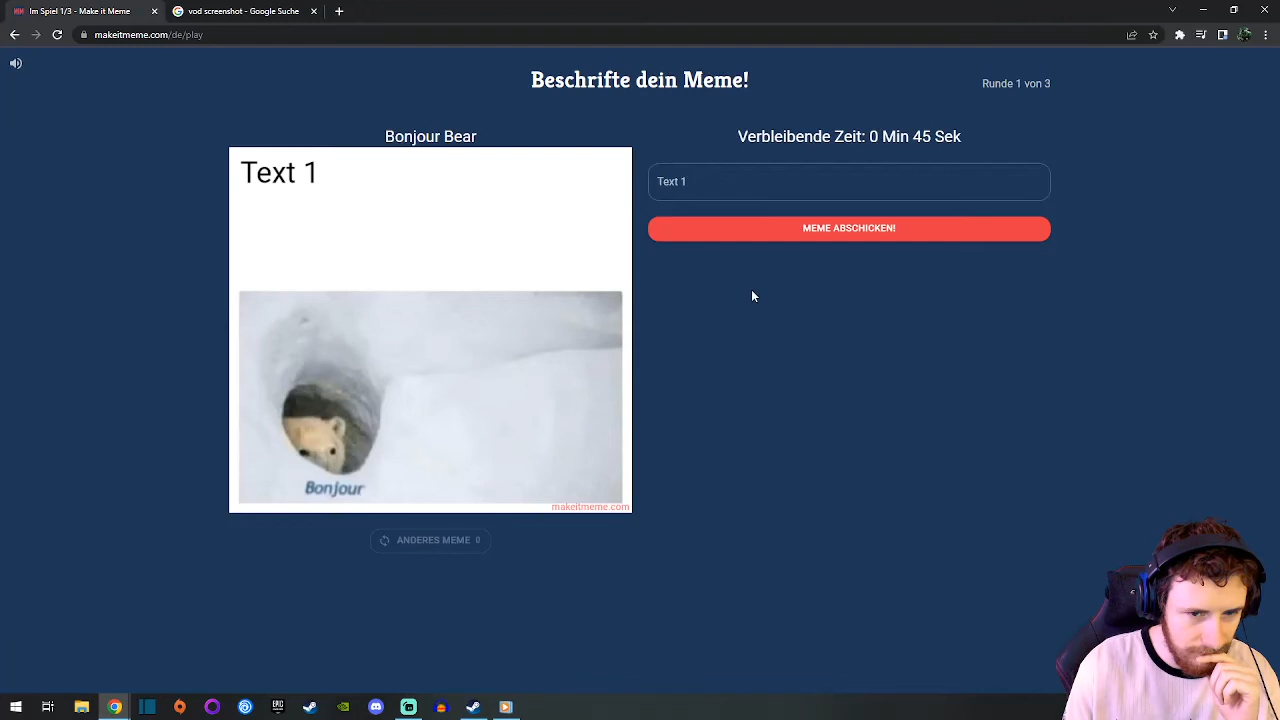 Im Spiel 1/3 - Make it Meme
vod screenshot - Google Suche
makeitmeme.com/de/play
Beschrifte dein Meme!
Runde 1 von 3
Bonjour Bear
Verbleibende Zeit: 0 Min 45 Sek
Text 1
Text 1
MEME ABSCHICKEN!
Bonjour
makeitmeme.com
ANDERES MEME 0